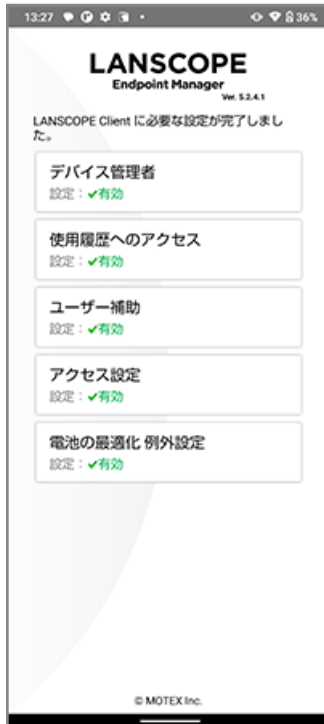 13:27
36%
LANSCOPE
Endpoint Manager
Ver. 5.2.4.1
LANSCOPE Client に必要な設定が完了しまし
た。
デバイス管理者
設定：✔有効
使用履歴へのアクセス
設定：✔有効
ユーザー補助
設定：✔有効
アクセス設定
設定：✔有効
電池の最適化 例外設定
設定：✔有効
© MOTEX Inc.